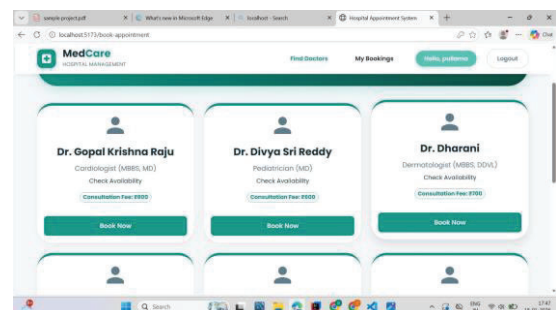 sample project.pdf
What's new in Microsoft Edge
localhost - Search
Hospital Appointment System
localhost:5173/book-appointment
MedCare
HOSPITAL MANAGEMENT
Find Doctors
My Bookings
Hello,
Logout
Dr. Gopal Krishna Raju
Cardiologist (MBBS, MD)
Check Availability
Consultation Fee:
Book Now
Dr. Divya Sri Reddy
Pediatrician (MD)
Check Availability
Consultation Fee:
Book Now
Dr. Dharani
Dermatologist (MBBS, DDVL)
Check Availability
Consultation Fee: ₹700
Book Now
Search
ENG
17:47